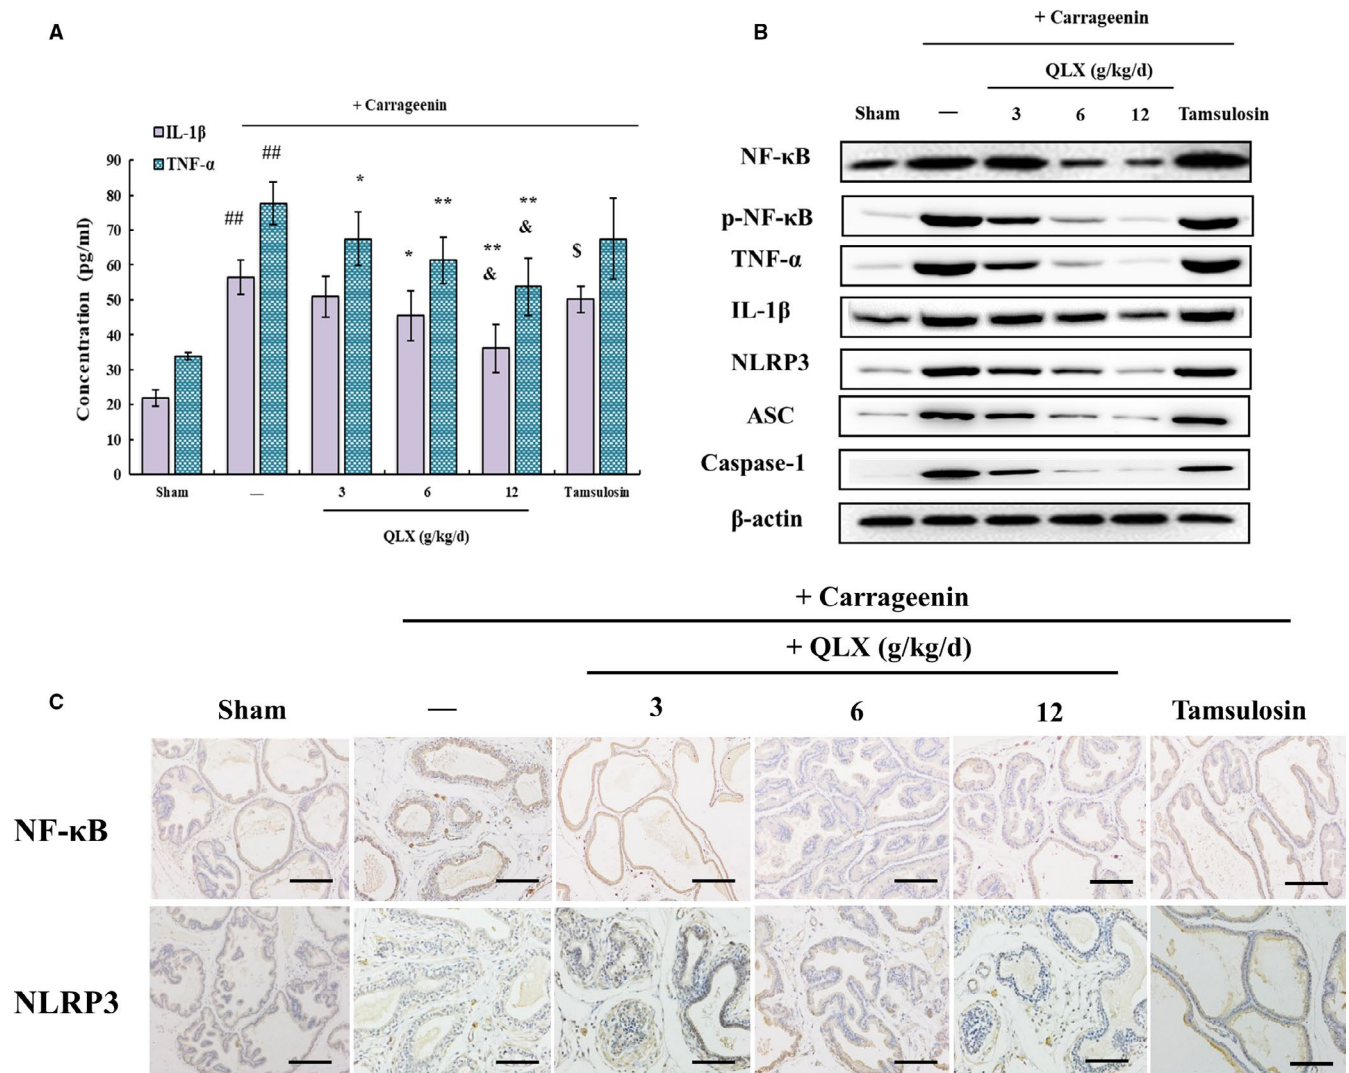 A
+ Carrageenin
IL-1β
TNF-α
Concentration (pg/ml)
90
80
70
60
50
40
30
20
10
0
##
##
*
*
**
**
&
**
&
$
Sham
—
3
6
12
Tamsulosin
QLX (g/kg/d)
B
+ Carrageenin
QLX (g/kg/d)
Sham — 3 6 12 Tamsulosin
NF-κB
p-NF-κB
TNF-α
IL-1β
NLRP3
ASC
Caspase-1
β-actin
+ Carrageenin
+ QLX (g/kg/d)
C
Sham — 3 6 12 Tamsulosin
NF-κB
NLRP3